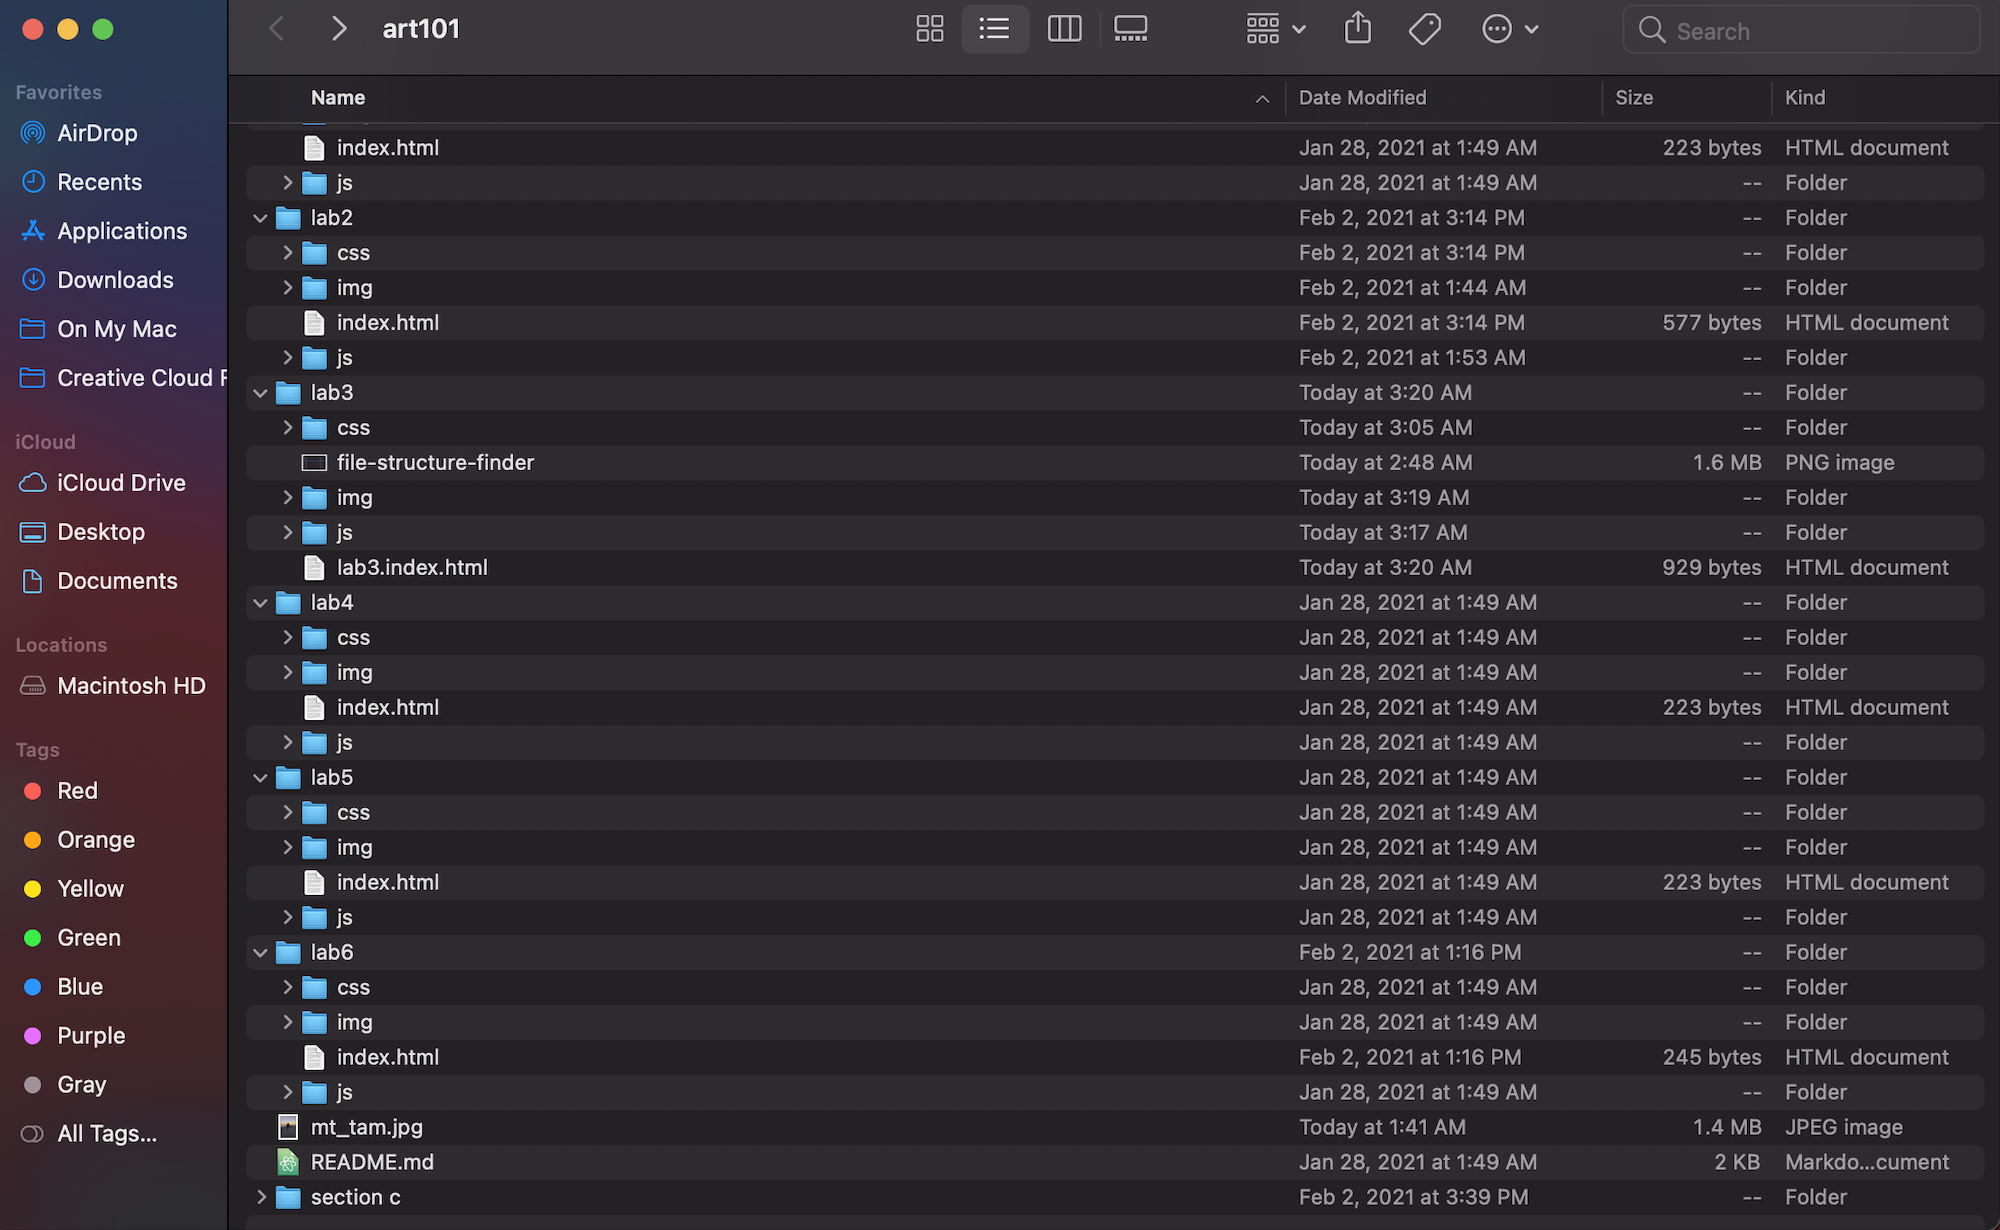 art101
Search
Favorites
AirDrop
Recents
Applications
Downloads
On My Mac
Creative Cloud F
iCloud
iCloud Drive
Desktop
Documents
Locations
Macintosh HD
Tags
Red
Orange
Yellow
Green
Blue
Purple
Gray
All Tags...
Name Date Modified Size Kind
index.html Jan 28, 2021 at 1:49 AM 223 bytes HTML document
js Jan 28, 2021 at 1:49 AM -- Folder
lab2 Feb 2, 2021 at 3:14 PM -- Folder
css Feb 2, 2021 at 3:14 PM -- Folder
img Feb 2, 2021 at 1:44 AM -- Folder
index.html Feb 2, 2021 at 3:14 PM 577 bytes HTML document
js Feb 2, 2021 at 1:53 AM -- Folder
lab3 Today at 3:20 AM -- Folder
css Today at 3:05 AM -- Folder
file-structure-finder Today at 2:48 AM 1.6 MB PNG image
img Today at 3:19 AM -- Folder
js Today at 3:17 AM -- Folder
lab3.index.html Today at 3:20 AM 929 bytes HTML document
lab4 Jan 28, 2021 at 1:49 AM -- Folder
css Jan 28, 2021 at 1:49 AM -- Folder
img Jan 28, 2021 at 1:49 AM -- Folder
index.html Jan 28, 2021 at 1:49 AM 223 bytes HTML document
js Jan 28, 2021 at 1:49 AM -- Folder
lab5 Jan 28, 2021 at 1:49 AM -- Folder
css Jan 28, 2021 at 1:49 AM -- Folder
img Jan 28, 2021 at 1:49 AM -- Folder
index.html Jan 28, 2021 at 1:49 AM 223 bytes HTML document
js Jan 28, 2021 at 1:49 AM -- Folder
lab6 Feb 2, 2021 at 1:16 PM -- Folder
css Jan 28, 2021 at 1:49 AM -- Folder
img Jan 28, 2021 at 1:49 AM -- Folder
index.html Feb 2, 2021 at 1:16 PM 245 bytes HTML document
js Jan 28, 2021 at 1:49 AM -- Folder
mt_tam.jpg Today at 1:41 AM 1.4 MB JPEG image
README.md Jan 28, 2021 at 1:49 AM 2 KB Markdo...cument
section c Feb 2, 2021 at 3:39 PM -- Folder